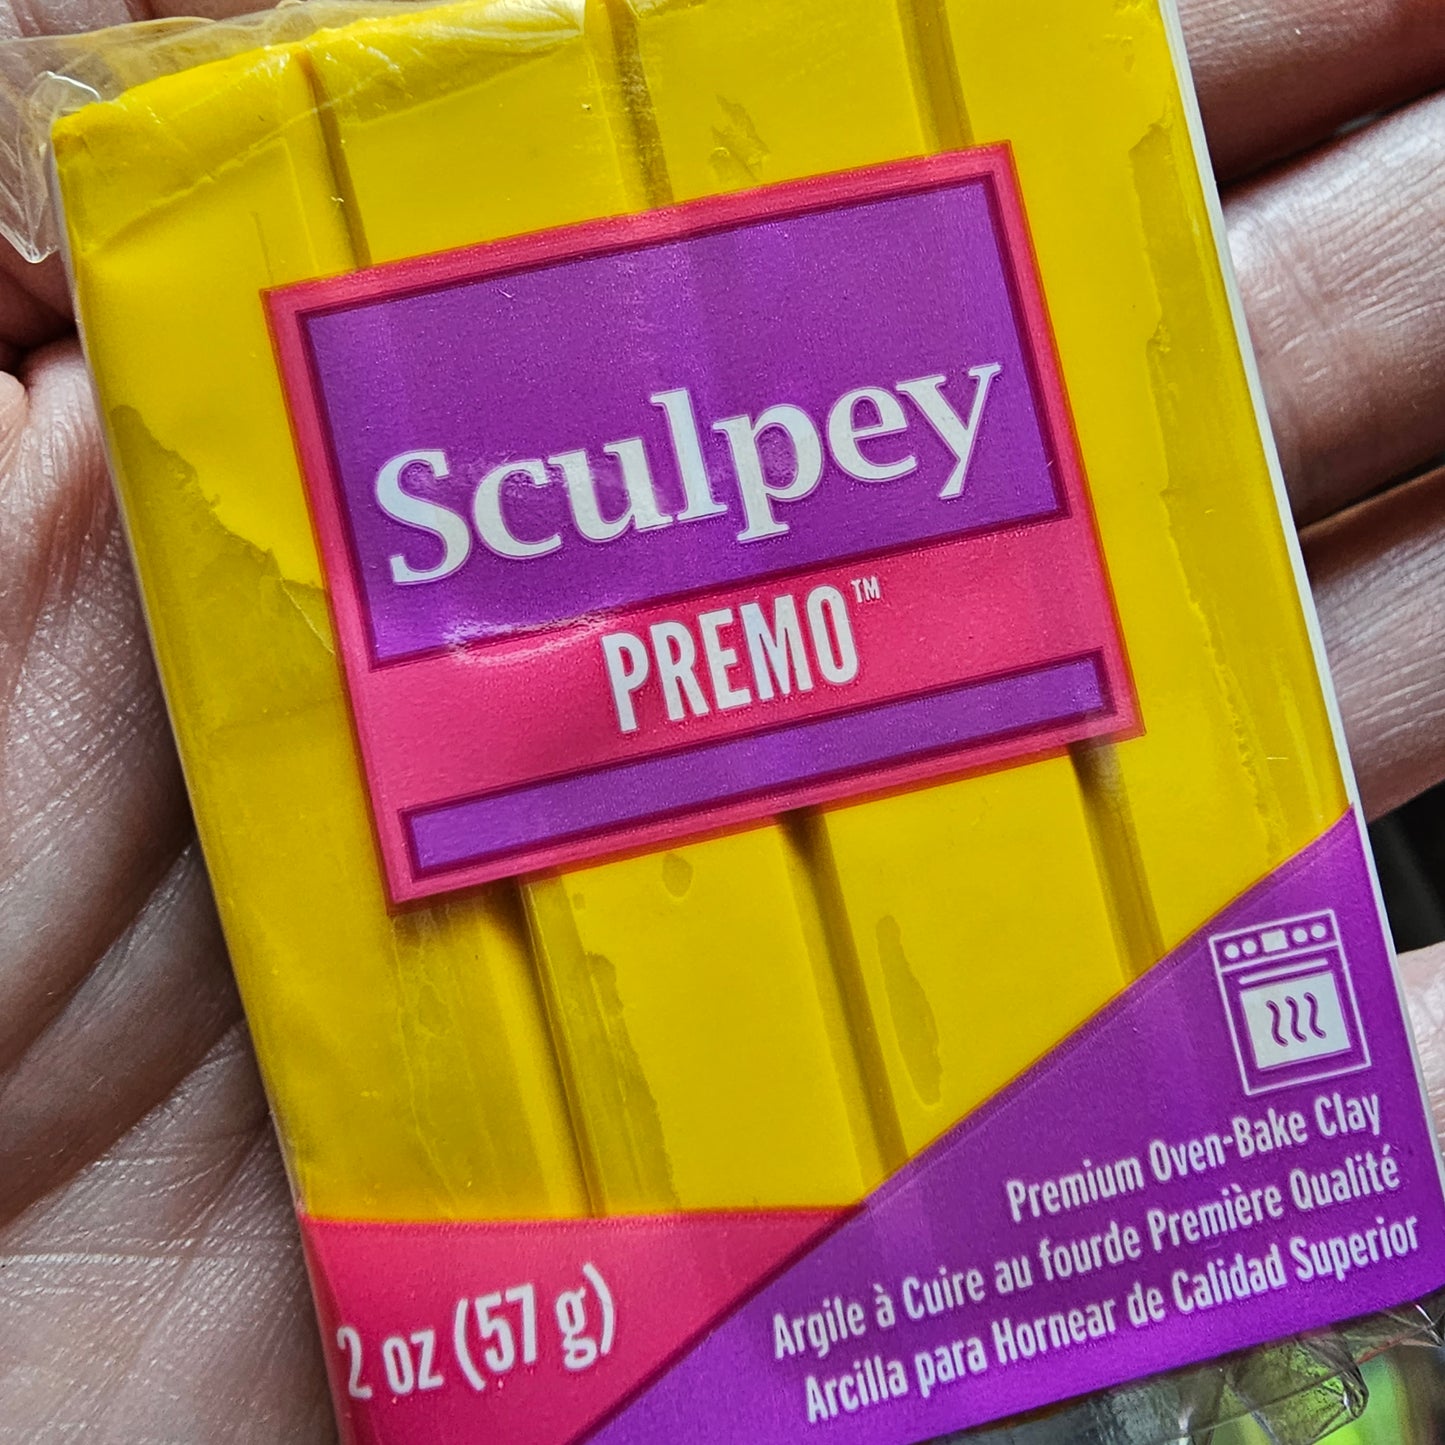 Sculpey
PREMO™
Premium Oven-Bake Clay
Argile à Cuire au fourde Première Qualité
Arcilla para Hornear de Calidad Superior
2 oz (57 g)